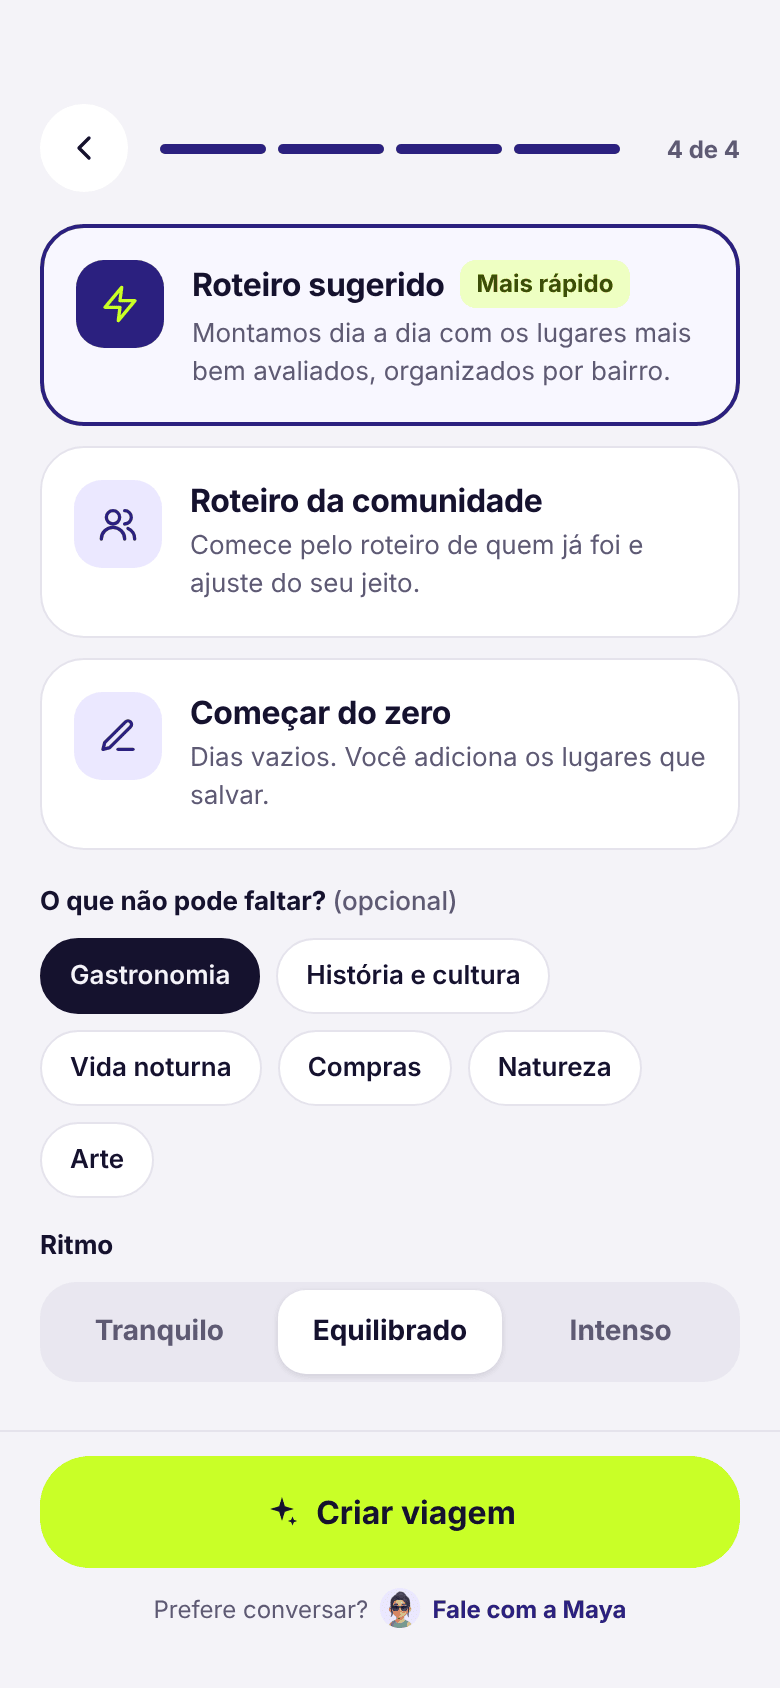 4 de 4
Roteiro sugerido Mais rápido
Montamos dia a dia com os lugares mais
bem avaliados, organizados por bairro.
Roteiro da comunidade
Comece pelo roteiro de quem já foi e
ajuste do seu jeito.
Começar do zero
Dias vazios. Você adiciona os lugares que
salvar.
O que não pode faltar? (opcional)
Gastronomia História e cultura
Vida noturna Compras Natureza
Arte
Ritmo
Tranquilo Equilibrado Intenso
Criar viagem
Prefere conversar? Fale com a Maya